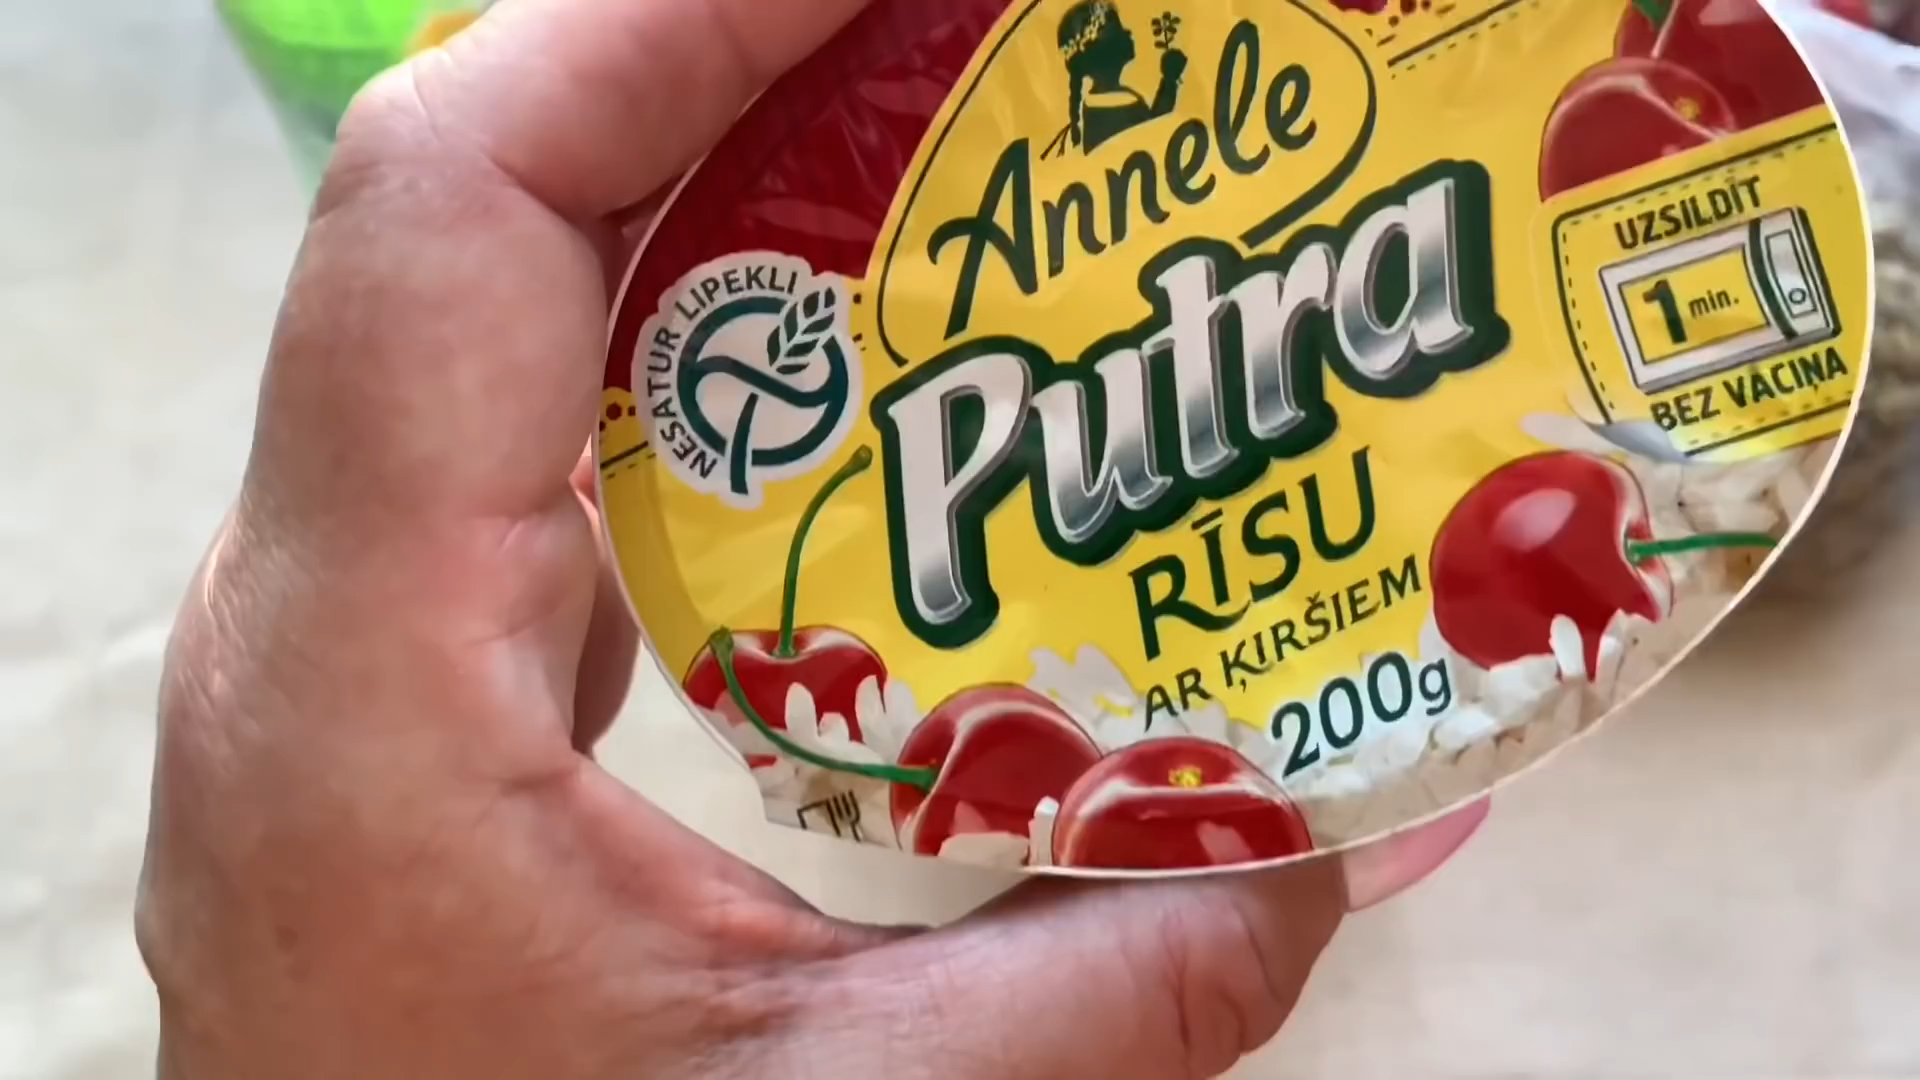 Annele
Putra
RĪSU
AR ĶIRŠIEM
200g
NESATUR LIPEKLI
UZSILDĪT
1 min.
BEZ VĀCIŅA